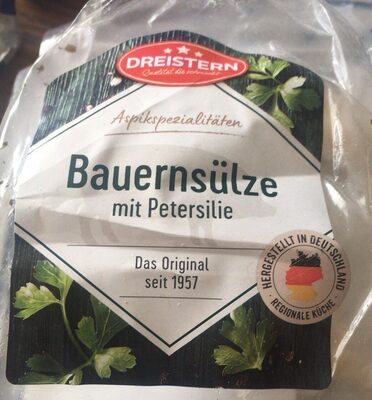 DREISTERN
Qualität die schmeckt
Aspikspezialitäten
Bauernsülze
mit Petersilie
Das Original
seit 1957
HERGESTELLT IN DEUTSCHLAND
REGIONALE KÜCHE